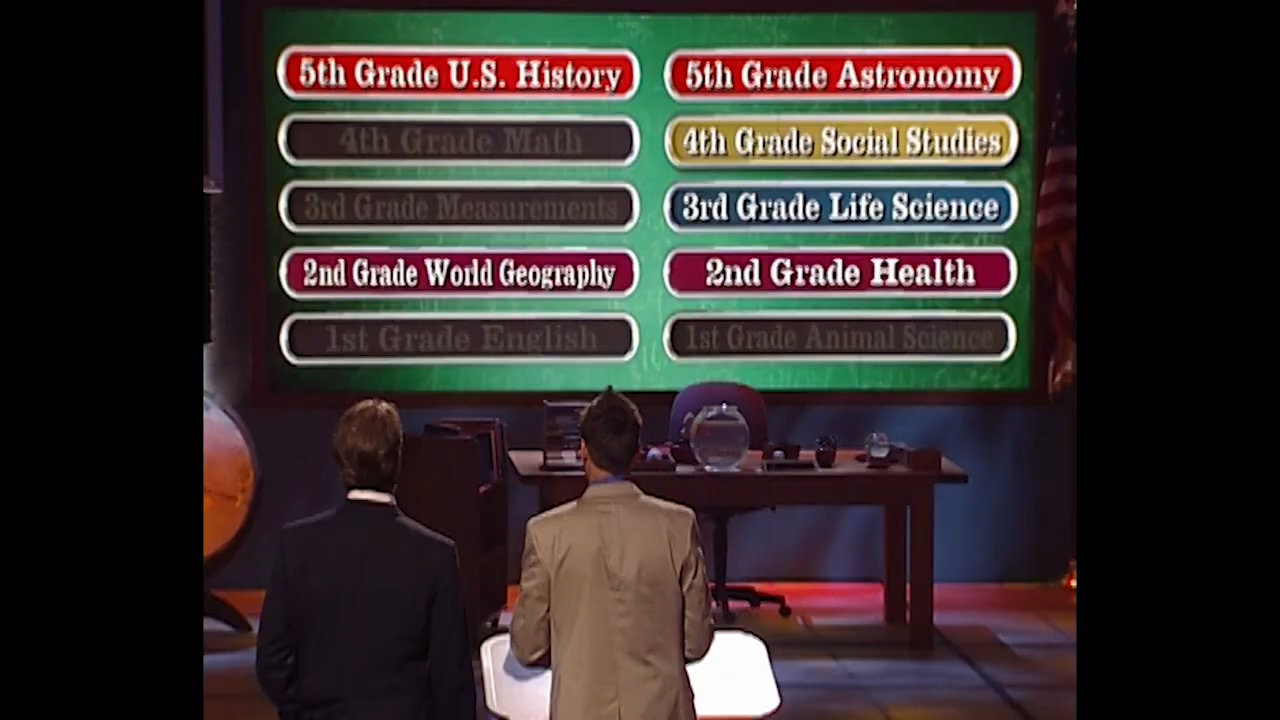 5th Grade U.S. History
5th Grade Astronomy
4th Grade Math
4th Grade Social Studies
3rd Grade Measurements
3rd Grade Life Science
2nd Grade World Geography
2nd Grade Health
1st Grade English
1st Grade Animal Science